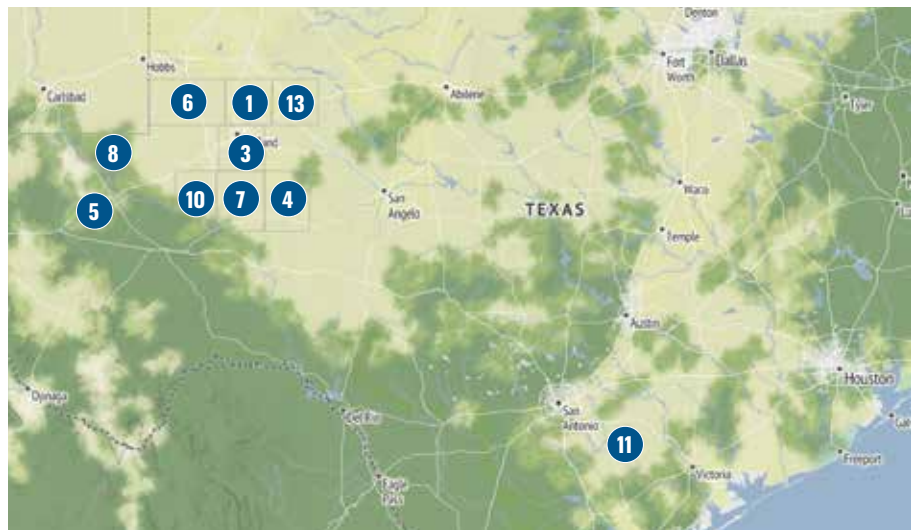 Denton
Hobbs
Fort
Worth
Dallas
Carlsbad
Abilene
Tyler
6
1
13
8
3
5
10
7
4
San
Angelo
TEXAS
Waco
Temple
Austin
Houston
Ojinaga
Del Rio
San
Antonio
11
Eagle
Pass
Victoria
Freeport